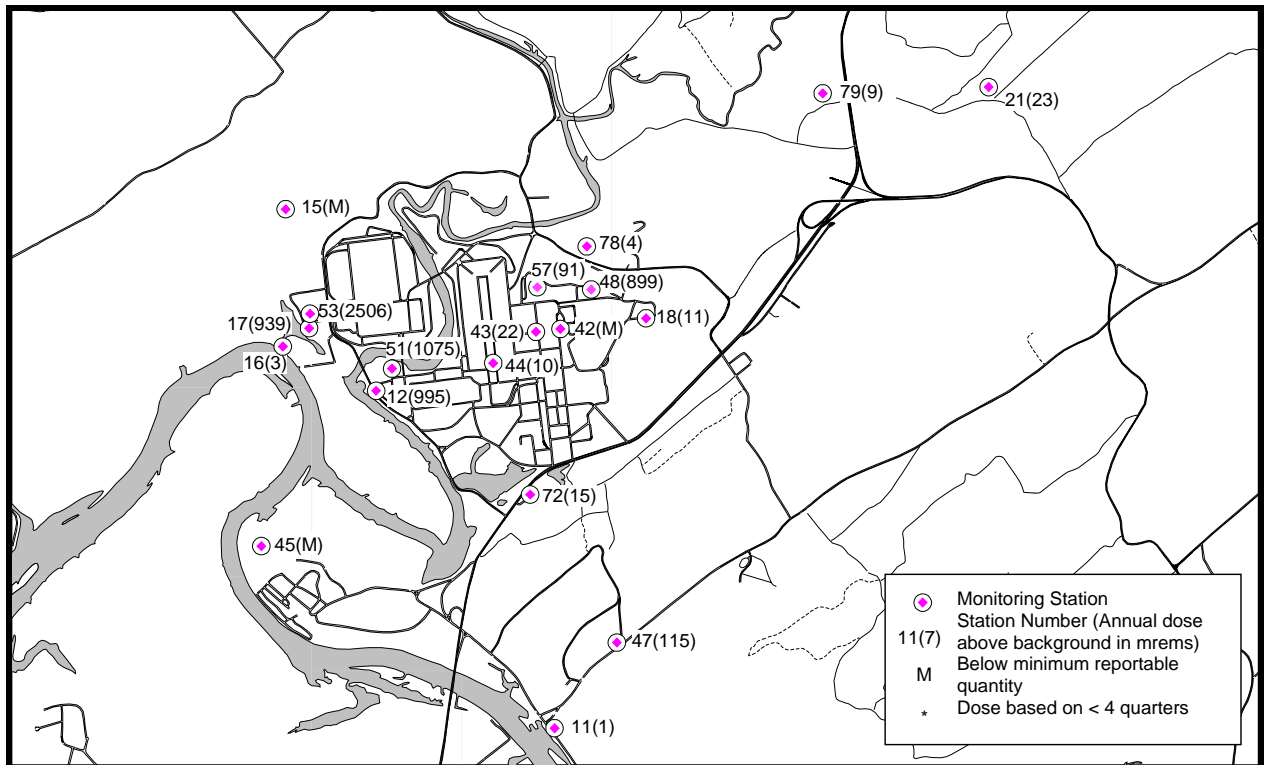 79(9)
21(23)
15(M)
78(4)
57(91)
48(899)
53(2506)
18(11)
17(939)
43(22)
42(M)
51(1075)
16(3)
44(10)
12(995)
72(15)
45(M)
47(115)
11(1)
Monitoring Station
Station Number (Annual dose
11(7) above background in mrems)
M Below minimum reportable
quantity
* Dose based on < 4 quarters